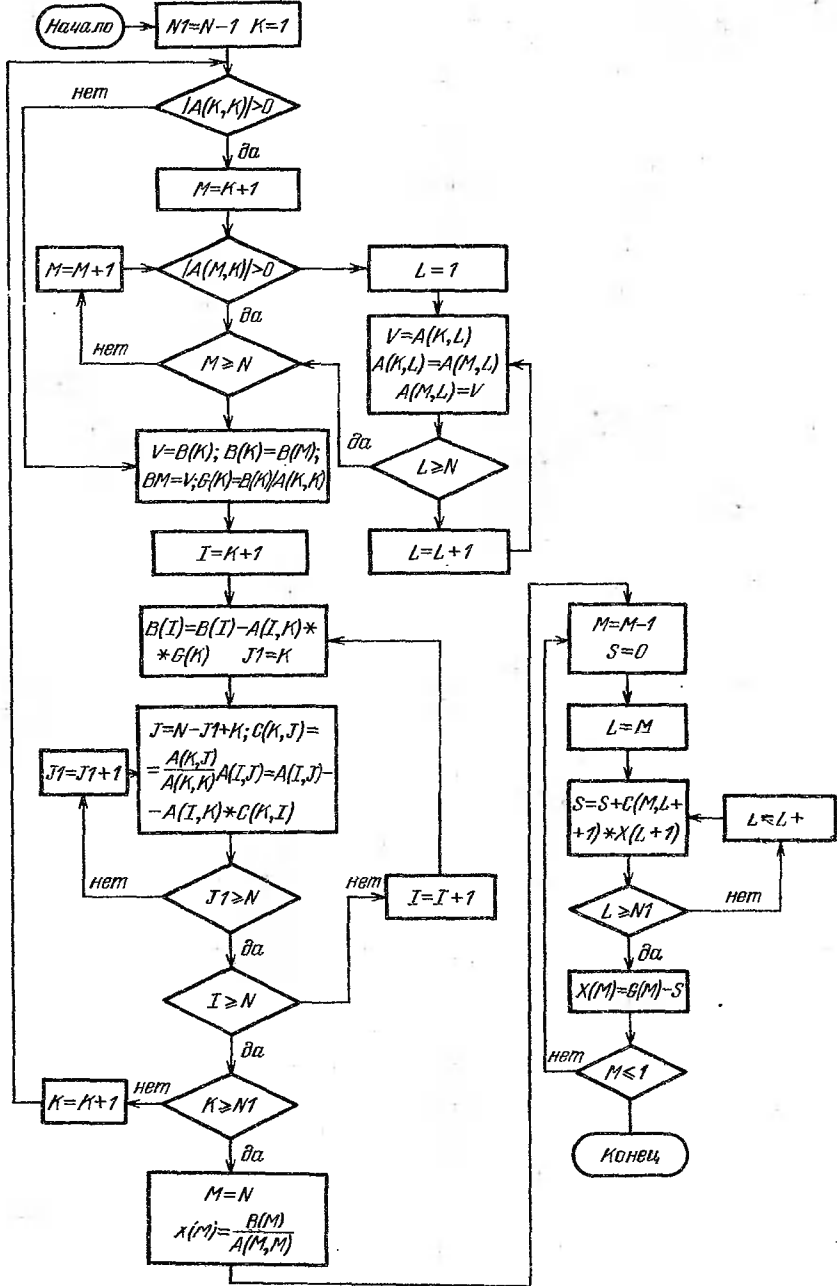 Начало
N1=N-1 K=1
нет
|A(K,K)|>0
да
M=K+1
M=M+1
|A(M,K)|>0
L=1
да
нет
M≥N
V=A(K,L)
A(K,L)=A(M,L)
A(M,L)=V
да
L≥N
V=B(K); B(K)=B(M);
BM=V;G(K)=B(K)/A(K,K)
L=L+1
I=K+1
B(I)=B(I)-A(I,K)*
*G(K) J1=K
J1=J1+1
J=N-J1+K; C(K,J)=
= A(K,J)
A(K,K) A(I,J)=A(I,J)-
-A(I,K)*C(K,I)
нет
J1≥N
нет
I=I+1
да
I≥N
да
K=K+1
нет
K≥N1
да
M=N
X(M)= B(M)
A(M,M)
M=M-1
S=0
L=M
S=S+C(M,L+
+1)*X(L+1)
L≤L+
L≥N1
нет
да
X(M)=G(M)-S
нет
M≤1
Конец